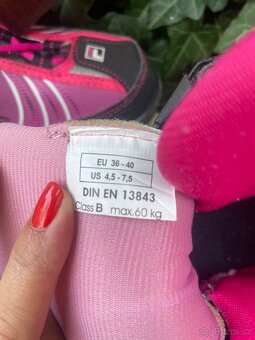 EU 36 - 40
US 4,5 - 7,5
DIN EN 13843
Class B max. 60 kg